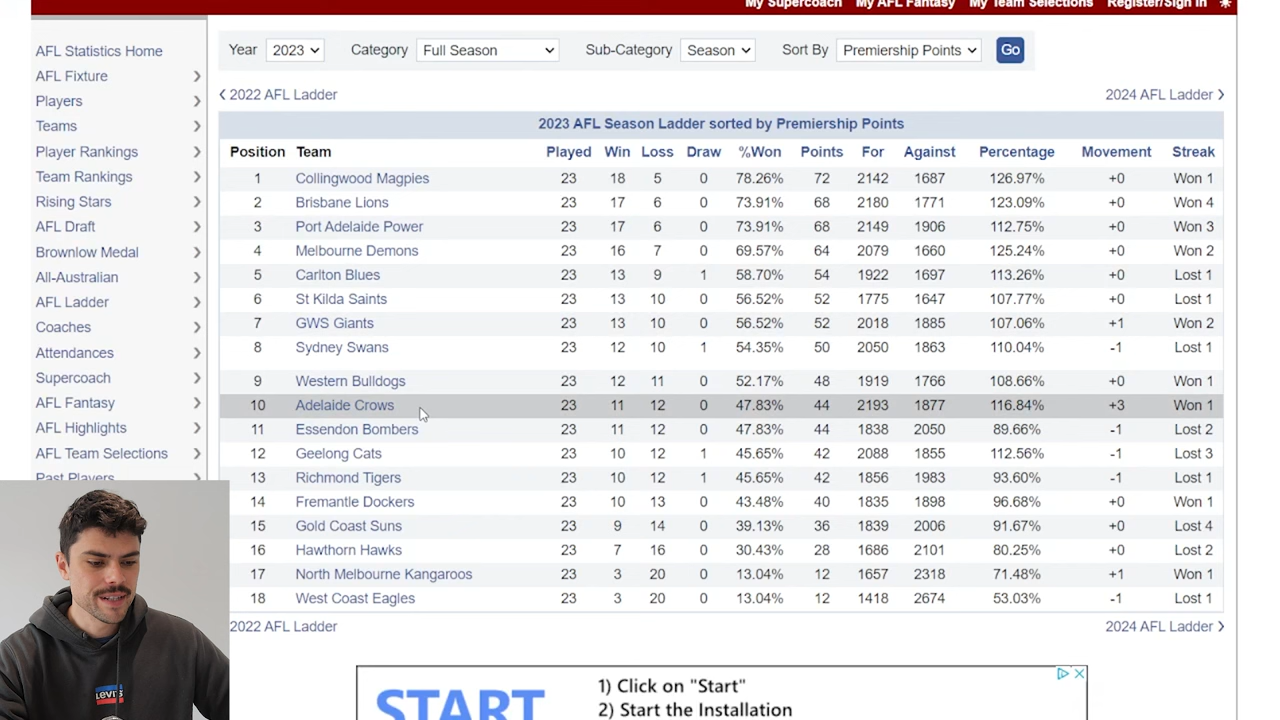 My Supercoach My AFL Fantasy My Team Selections Register/Sign In
AFL Statistics Home
AFL Fixture
Players
Teams
Player Rankings
Team Rankings
Rising Stars
AFL Draft
Brownlow Medal
All-Australian
AFL Ladder
Coaches
Attendances
Supercoach
AFL Fantasy
AFL Highlights
AFL Team Selections
Past Players
Year 2023 Category Full Season Sub-Category Season Sort By Premiership Points Go
2022 AFL Ladder 2024 AFL Ladder
2023 AFL Season Ladder sorted by Premiership Points
Position Team Played Win Loss Draw %Won Points For Against Percentage Movement Streak
1 Collingwood Magpies 23 18 5 0 78.26% 72 2142 1687 126.97% +0 Won 1
2 Brisbane Lions 23 17 6 0 73.91% 68 2180 1771 123.09% +0 Won 4
3 Port Adelaide Power 23 17 6 0 73.91% 68 2149 1906 112.75% +0 Won 3
4 Melbourne Demons 23 16 7 0 69.57% 64 2079 1660 125.24% +0 Won 2
5 Carlton Blues 23 13 9 1 58.70% 54 1922 1697 113.26% +0 Lost 1
6 St Kilda Saints 23 13 10 0 56.52% 52 1775 1647 107.77% +0 Lost 1
7 GWS Giants 23 13 10 0 56.52% 52 2018 1885 107.06% +1 Won 2
8 Sydney Swans 23 12 10 1 54.35% 50 2050 1863 110.04% -1 Lost 1
9 Western Bulldogs 23 12 11 0 52.17% 48 1919 1766 108.66% +0 Won 1
10 Adelaide Crows 23 11 12 0 47.83% 44 2193 1877 116.84% +3 Won 1
11 Essendon Bombers 23 11 12 0 47.83% 44 1838 2050 89.66% -1 Lost 2
12 Geelong Cats 23 10 12 1 45.65% 42 2088 1855 112.56% -1 Lost 3
13 Richmond Tigers 23 10 12 1 45.65% 42 1856 1983 93.60% -1 Lost 1
14 Fremantle Dockers 23 10 13 0 43.48% 40 1835 1898 96.68% +0 Won 1
15 Gold Coast Suns 23 9 14 0 39.13% 36 1839 2006 91.67% +0 Lost 4
16 Hawthorn Hawks 23 7 16 0 30.43% 28 1686 2101 80.25% +0 Lost 2
17 North Melbourne Kangaroos 23 3 20 0 13.04% 12 1657 2318 71.48% +1 Won 1
18 West Coast Eagles 23 3 20 0 13.04% 12 1418 2674 53.03% -1 Lost 1
2022 AFL Ladder 2024 AFL Ladder
START
1) Click on "Start"
2) Start the Installation
LEVI'S